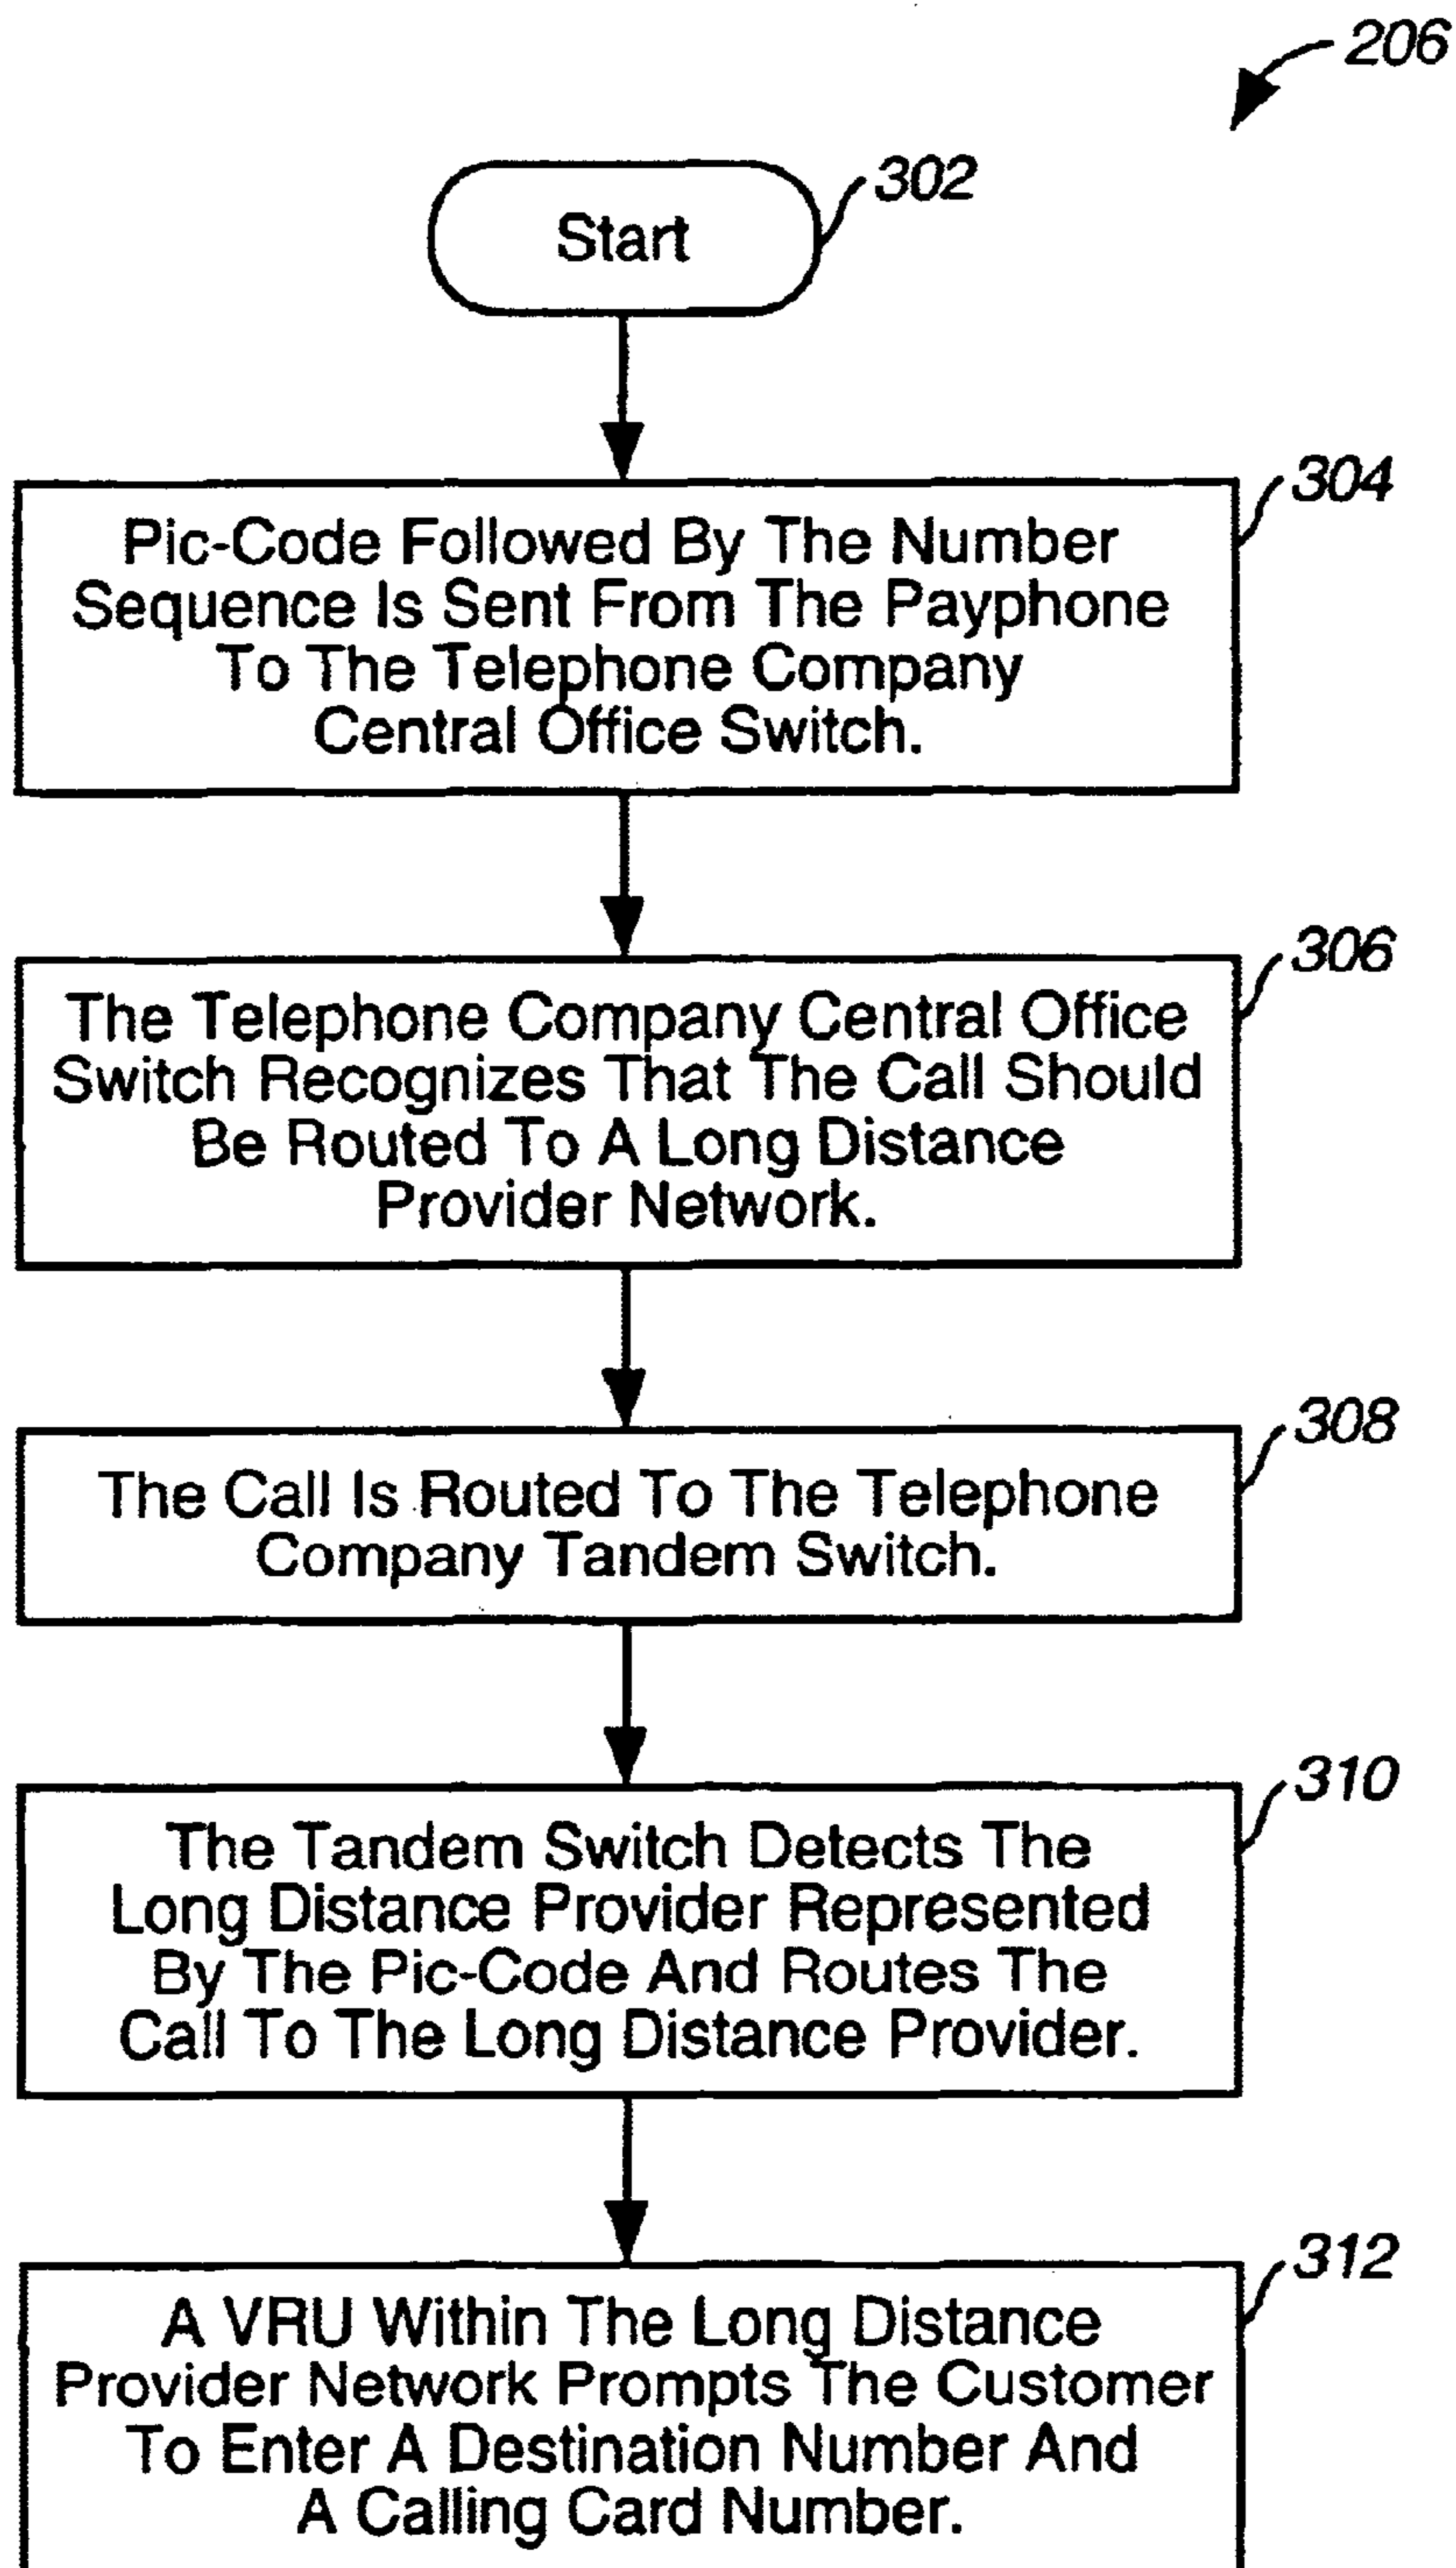 206
302
Start
304
Pic-Code Followed By The Number
Sequence Is Sent From The Payphone
To The Telephone Company
Central Office Switch.
306
The Telephone Company Central Office
Switch Recognizes That The Call Should
Be Routed To A Long Distance
Provider Network.
308
The Call Is Routed To The Telephone
Company Tandem Switch.
310
The Tandem Switch Detects The
Long Distance Provider Represented
By The Pic-Code And Routes The
Call To The Long Distance Provider.
312
A VRU Within The Long Distance
Provider Network Prompts The Customer
To Enter A Destination Number And
A Calling Card Number.